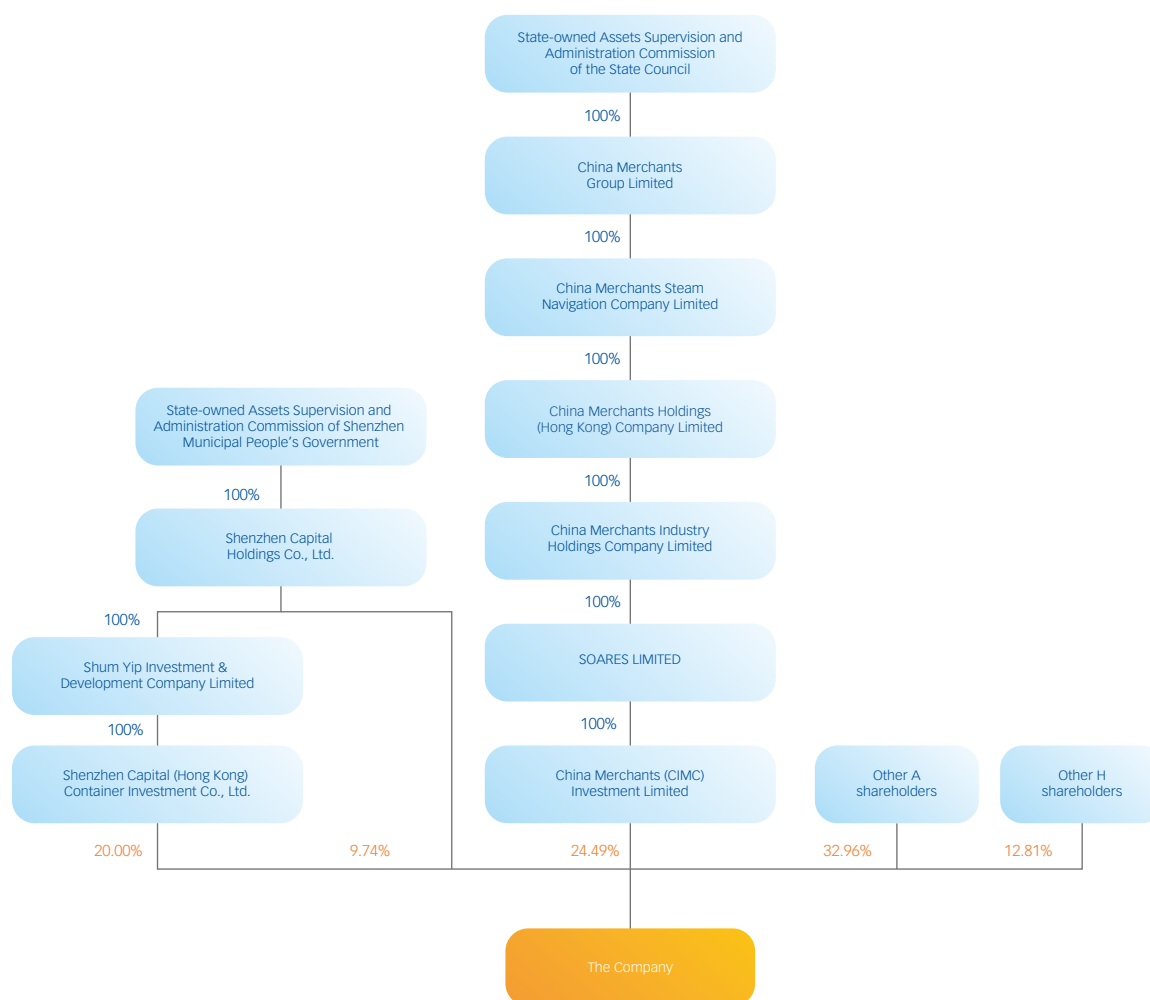 State-owned Assets Supervision and
Administration Commission
of the State Council
100%
China Merchants
Group Limited
100%
China Merchants Steam
Navigation Company Limited
100%
China Merchants Holdings
(Hong Kong) Company Limited
100%
China Merchants Industry
Holdings Company Limited
100%
SOARES LIMITED
100%
China Merchants (CIMC)
Investment Limited
24.49%
State-owned Assets Supervision and
Administration Commission of Shenzhen
Municipal People's Government
100%
Shenzhen Capital
Holdings Co., Ltd.
100%
Shum Yip Investment &
Development Company Limited
100%
Shenzhen Capital (Hong Kong)
Container Investment Co., Ltd.
20.00%
9.74%
Other A
shareholders
32.96%
Other H
shareholders
12.81%
The Company